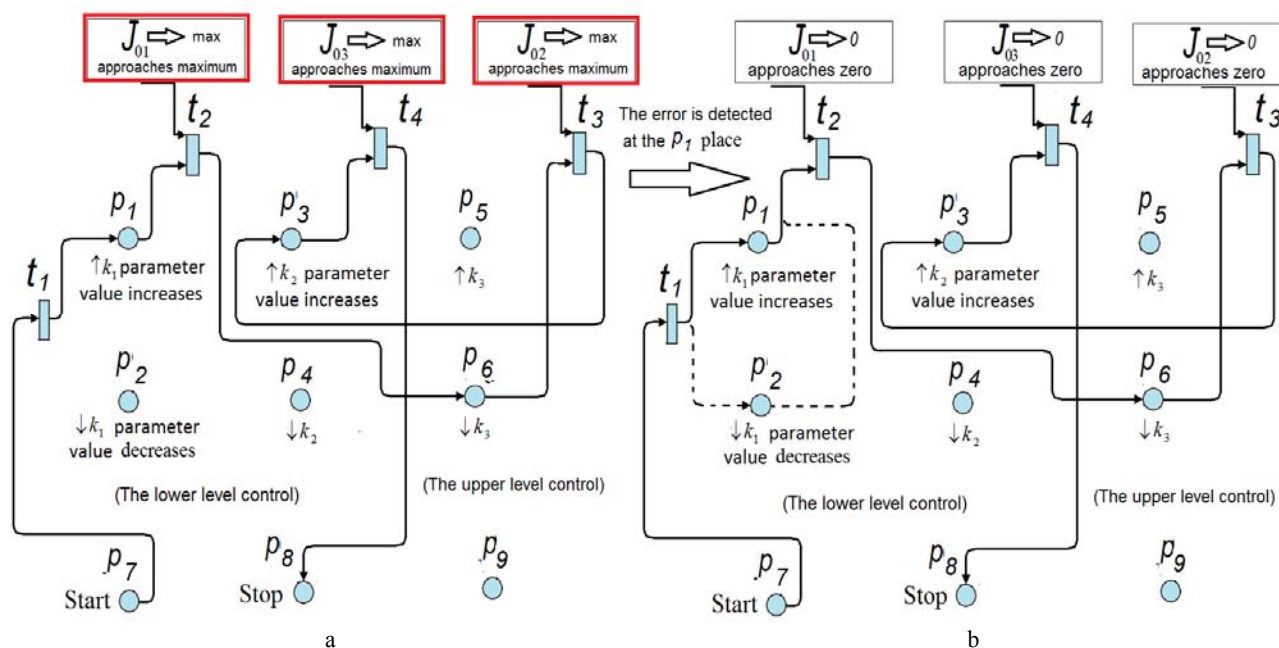 J01 ⇨ max
approaches maximum
J03 ⇨ max
approaches maximum
J02 ⇨ max
approaches maximum
t2
t4
t3
p1
p3
p5
↑k1 parameter
value increases
↑k2 parameter
value increases
↑k3
t1
p2
p4
p6
↓k1 parameter
value decreases
↓k2
↓k3
(The lower level control)
(The upper level control)
p7
p8
p9
Start
Stop
a
The error is detected
at the p1 place
J01 ⇨ 0
approaches zero
J03 ⇨ 0
approaches zero
J02 ⇨ 0
approaches zero
t2
t4
t3
p1
p3
p5
↑k1 parameter
value increases
↑k2 parameter
value increases
↑k3
t1
p2
p4
p6
↓k1 parameter
value decreases
↓k2
↓k3
(The lower level control)
(The upper level control)
p7
p8
p9
Start
Stop
b